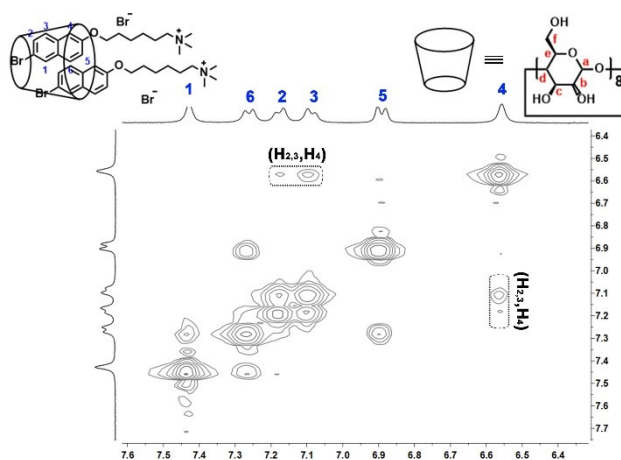 Br⁻
3 4
2
N⁺
O
Br
1 5
O
N⁺
6
Br
Br⁻
OH
f
e O
a
d
O
b
c
HO OH
8
1 6 2 3 5 4
(H₂,₃,H₄)
(H₂,₃,H₄)
6.4
6.5
6.6
6.7
6.8
6.9
7.0
7.1
7.2
7.3
7.4
7.5
7.6
7.7
7.6 7.5 7.4 7.3 7.2 7.1 7.0 6.9 6.8 6.7 6.6 6.5 6.4